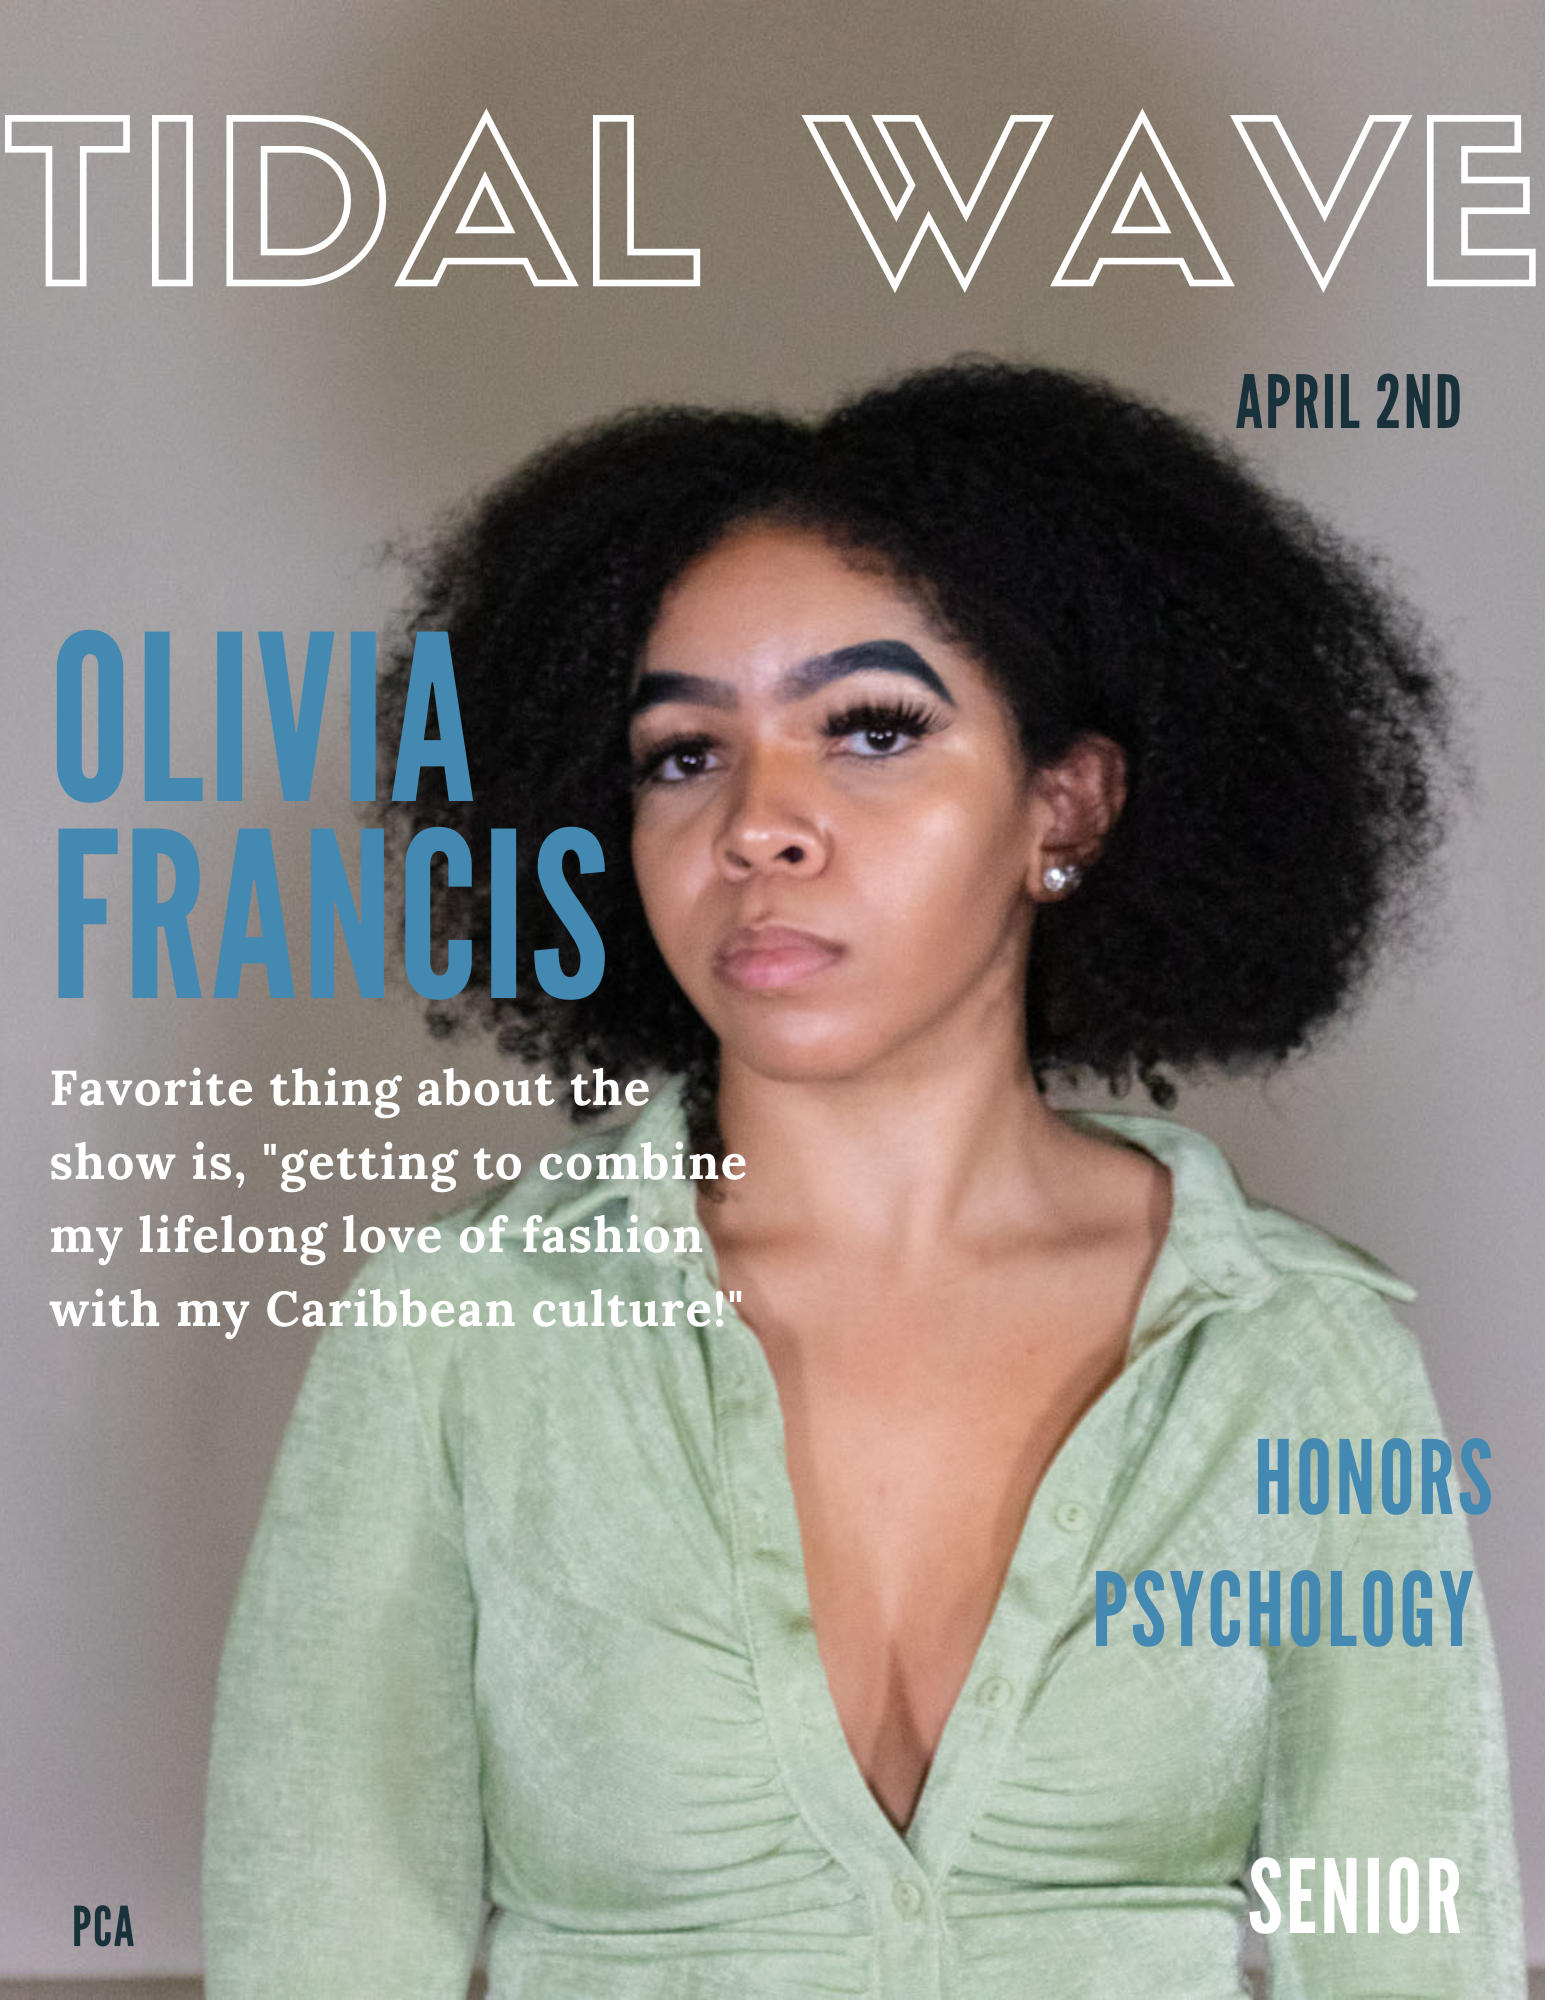 TIDAL WAVE
APRIL 2ND
OLIVIA
FRANCIS
Favorite thing about the
show is, "getting to combine
my lifelong love of fashion
with my Caribbean culture!"
HONORS
PSYCHOLOGY
SENIOR
PCA